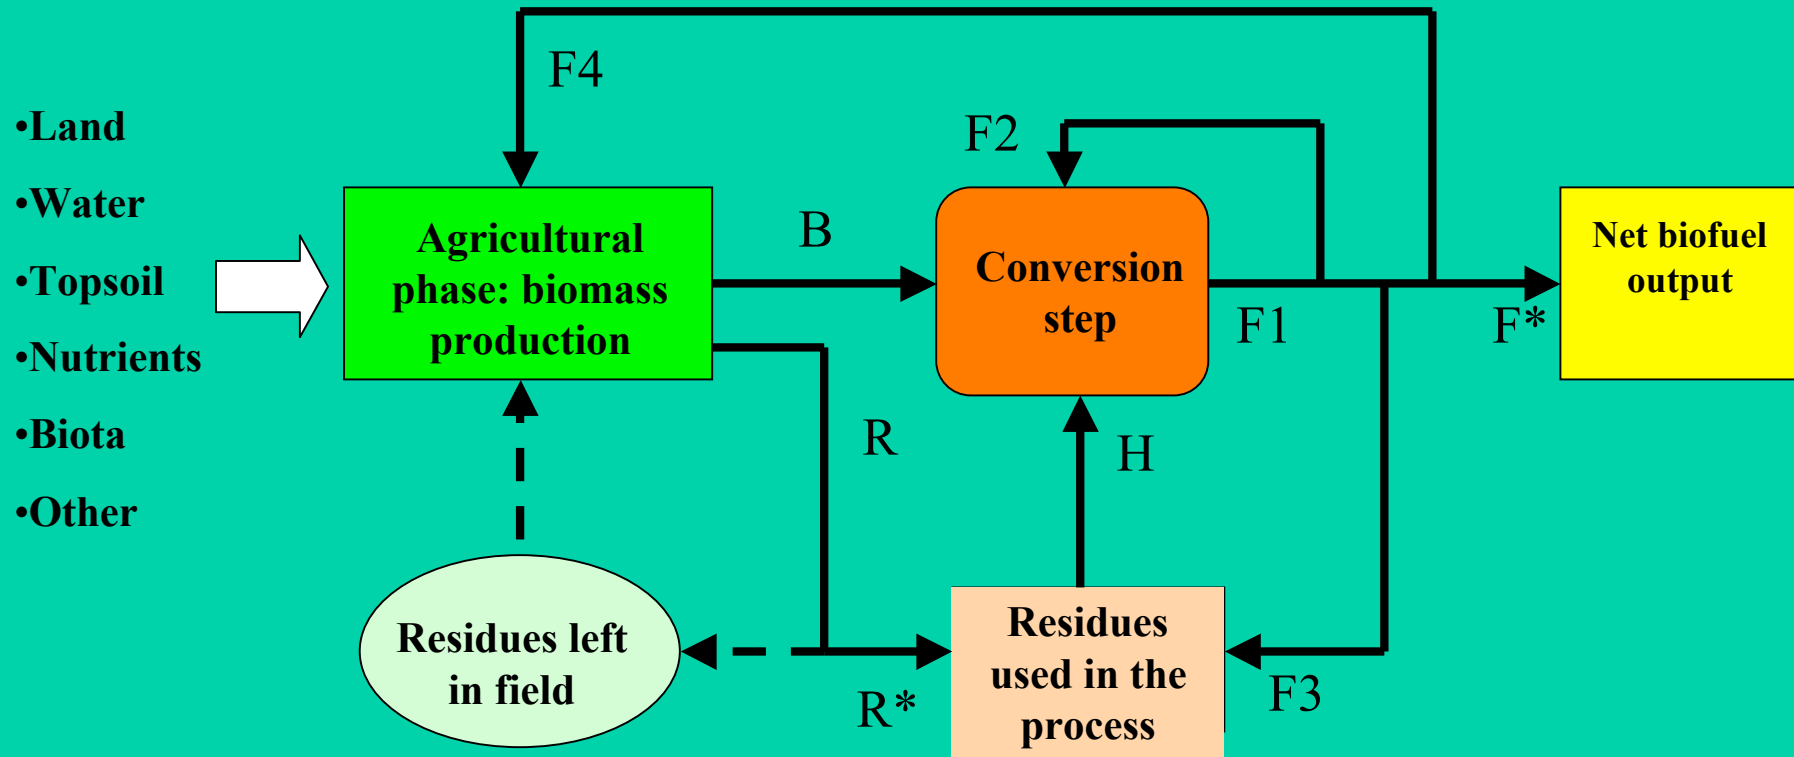 •Land
•Water
•Topsoil
•Nutrients
•Biota
•Other
F4
Agricultural
phase: biomass
production
B
R
F2
Conversion
step
F1
F*
Net biofuel
output
H
Residues left
in field
R*
Residues
used in the
process
F3